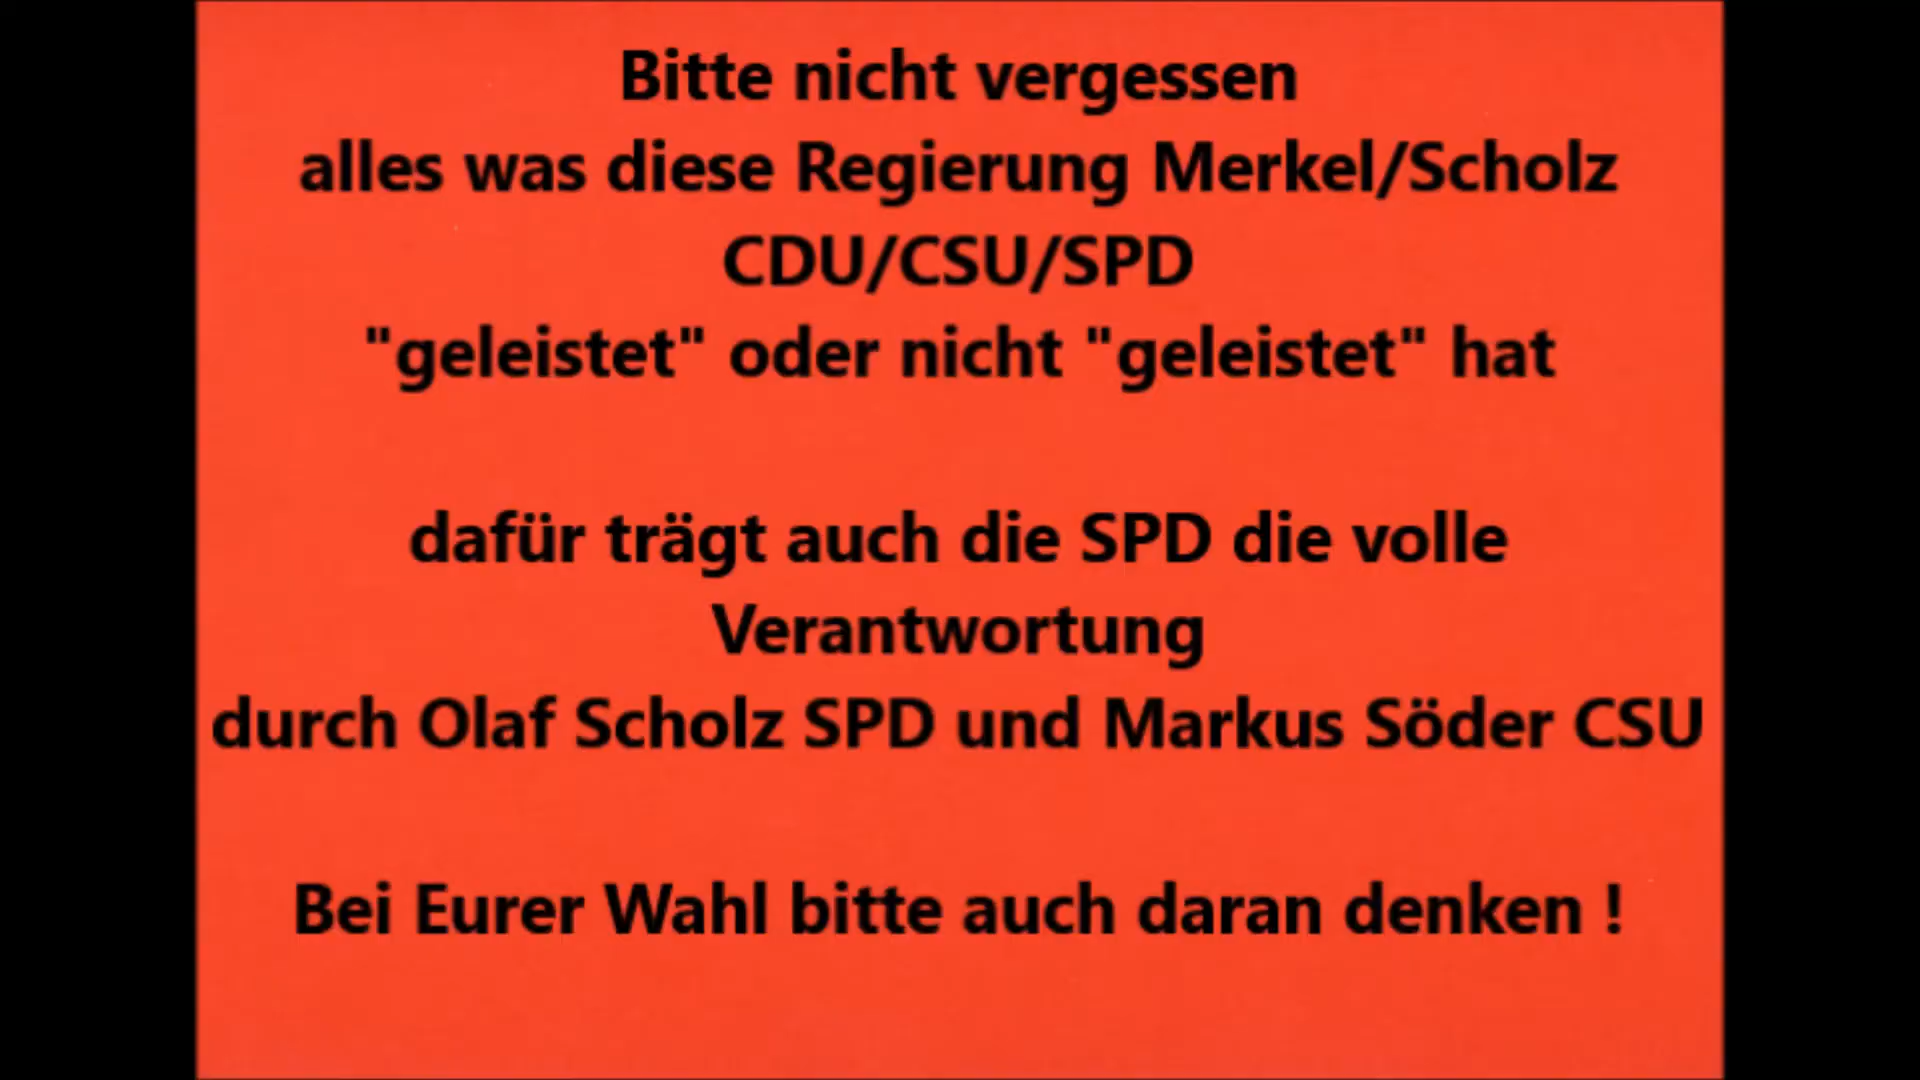 Bitte nicht vergessen
alles was diese Regierung Merkel/Scholz
CDU/CSU/SPD
"geleistet" oder nicht "geleistet" hat
dafür trägt auch die SPD die volle
Verantwortung
durch Olaf Scholz SPD und Markus Söder CSU
Bei Eurer Wahl bitte auch daran denken !